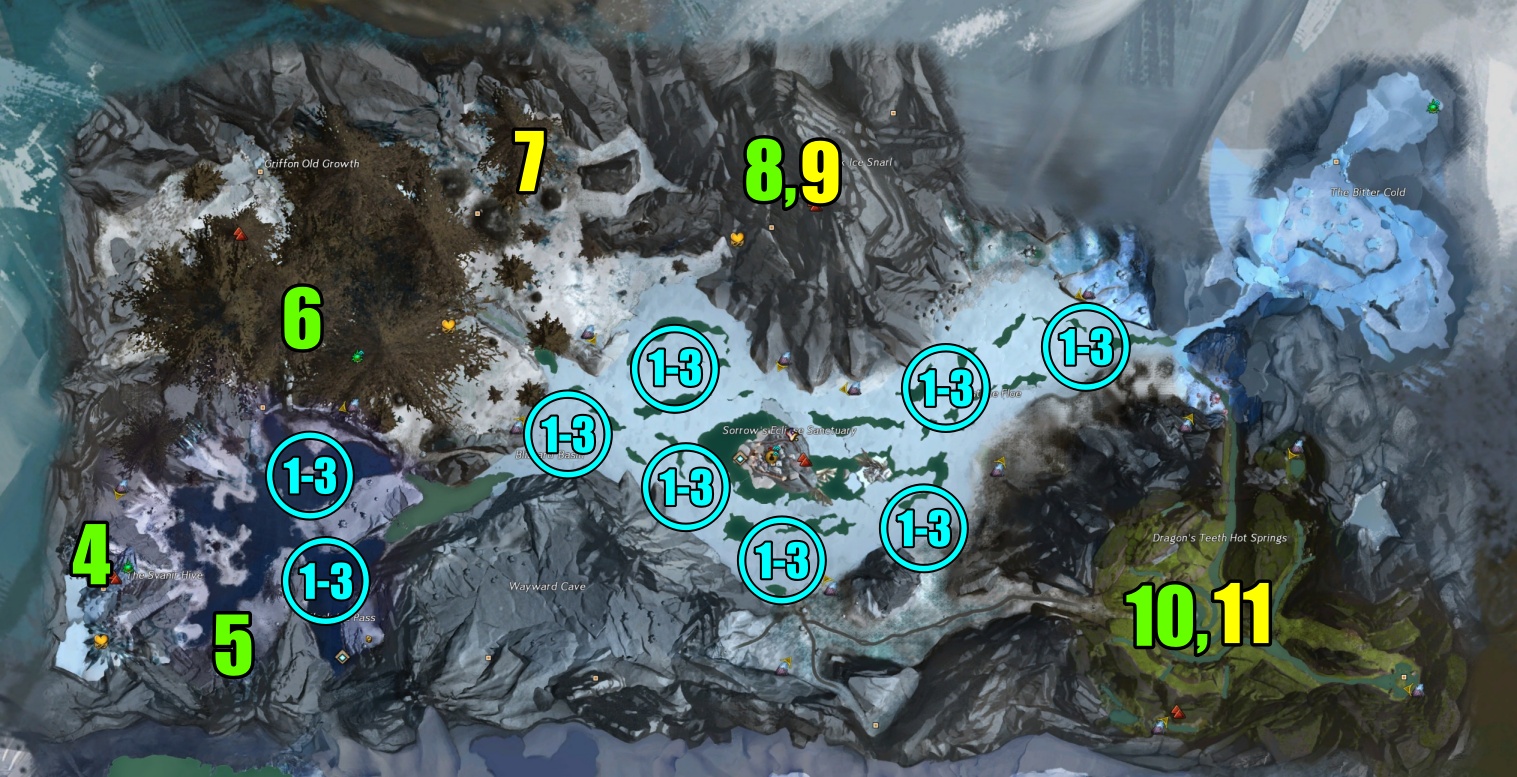 7
8,9
Ice Snarl
Griffon Old Growth
The Bitter Cold
6
1-3
1-3
1-3
1-3
Sorrow's Eclipse Sanctuary
1-3
1-3
1-3
1-3
4
The Svanir Hive
1-3
1-3
Dragon's Teeth Hot Springs
Wayward Cave
10,11
5
Pass